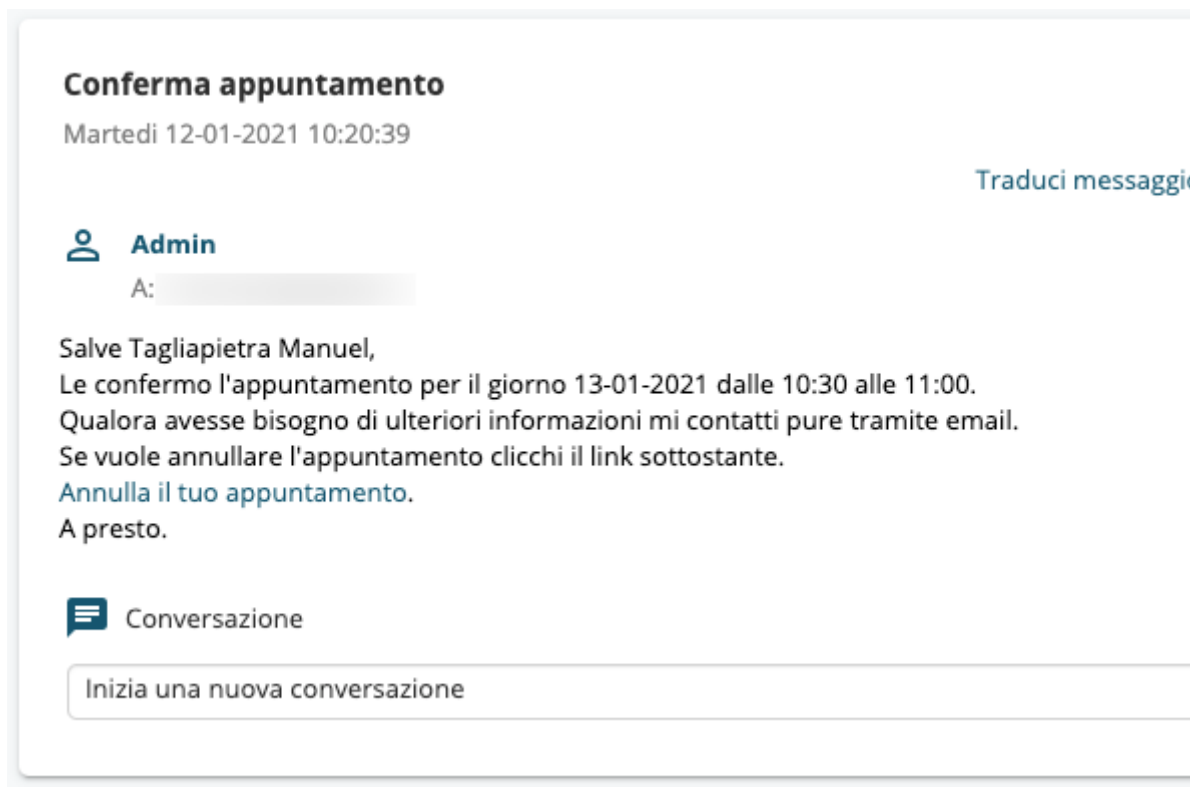 Conferma appuntamento
Martedi 12-01-2021 10:20:39
Traduci messaggio
Admin
A:
Salve Tagliapietra Manuel,
Le confermo l'appuntamento per il giorno 13-01-2021 dalle 10:30 alle 11:00.
Qualora avesse bisogno di ulteriori informazioni mi contatti pure tramite email.
Se vuole annullare l'appuntamento clicchi il link sottostante.
Annulla il tuo appuntamento.
A presto.
Conversazione
Inizia una nuova conversazione